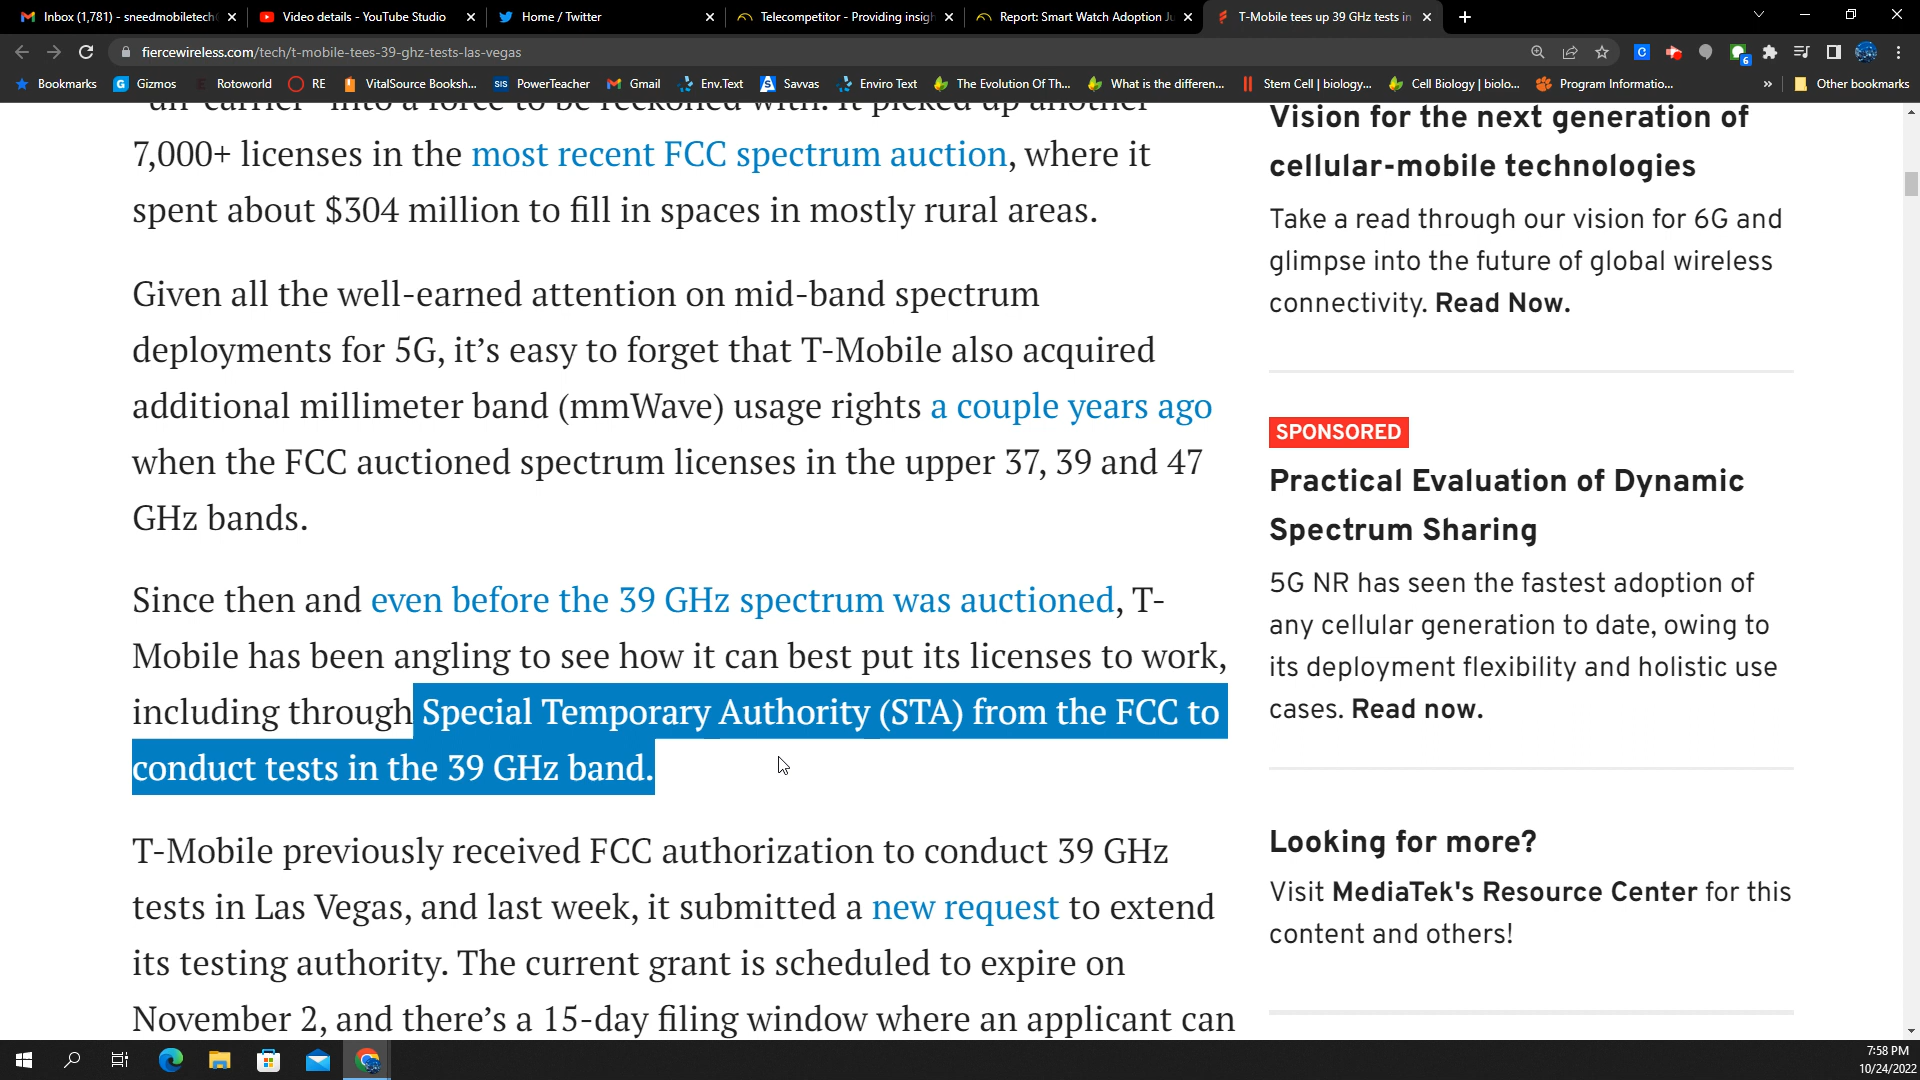 Inbox (1,781) - sneedmobiletech
Video details - YouTube Studio
Home / Twitter
Telecompetitor - Providing insigh
Report: Smart Watch Adoption Ju
T-Mobile tees up 39 GHz tests in
fiercewireless.com/tech/t-mobile-tees-39-ghz-tests-las-vegas
Bookmarks
Gizmos
Rotoworld
RE
VitalSource Booksh...
SIS PowerTeacher
Gmail
Env.Text
Savvas
Enviro Text
The Evolution Of Th...
What is the differen...
Stem Cell | biology...
Cell Biology | biolo...
Program Informatio...
»
Other bookmarks
"un-carrier" into a force to be reckoned with. It picked up another
7,000+ licenses in the most recent FCC spectrum auction, where it
spent about $304 million to fill in spaces in mostly rural areas.
Given all the well-earned attention on mid-band spectrum
deployments for 5G, it’s easy to forget that T-Mobile also acquired
additional millimeter band (mmWave) usage rights a couple years ago
when the FCC auctioned spectrum licenses in the upper 37, 39 and 47
GHz bands.
Since then and even before the 39 GHz spectrum was auctioned, T-
Mobile has been angling to see how it can best put its licenses to work,
including through Special Temporary Authority (STA) from the FCC to
conduct tests in the 39 GHz band.
T-Mobile previously received FCC authorization to conduct 39 GHz
tests in Las Vegas, and last week, it submitted a new request to extend
its testing authority. The current grant is scheduled to expire on
November 2, and there’s a 15-day filing window where an applicant can
Vision for the next generation of
cellular-mobile technologies
Take a read through our vision for 6G and
glimpse into the future of global wireless
connectivity. Read Now.
SPONSORED
Practical Evaluation of Dynamic
Spectrum Sharing
5G NR has seen the fastest adoption of
any cellular generation to date, owing to
its deployment flexibility and holistic use
cases. Read now.
Looking for more?
Visit MediaTek's Resource Center for this
content and others!
7:58 PM
10/24/2022